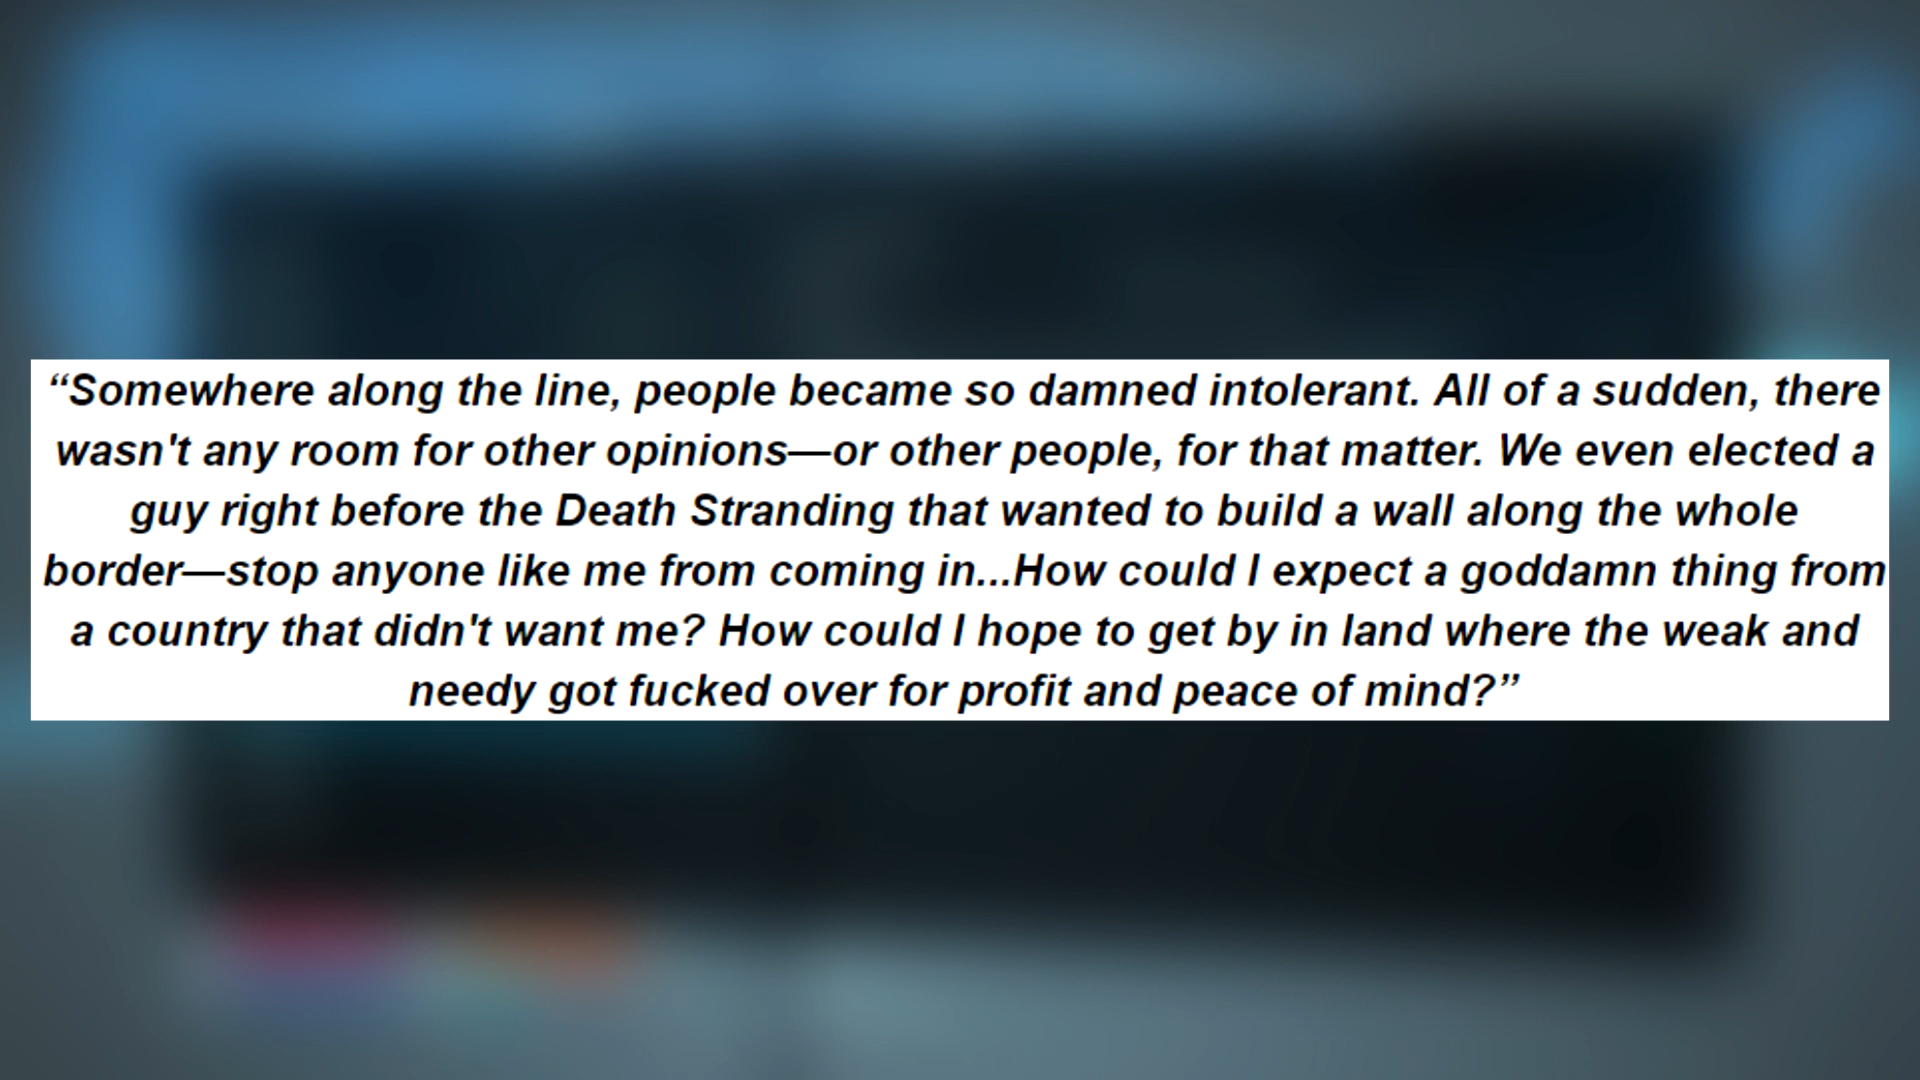 “Somewhere along the line, people became so damned intolerant. All of a sudden, there
wasn't any room for other opinions—or other people, for that matter. We even elected a
guy right before the Death Stranding that wanted to build a wall along the whole
border—stop anyone like me from coming in...How could I expect a goddamn thing from
a country that didn't want me? How could I hope to get by in land where the weak and
needy got fucked over for profit and peace of mind?”